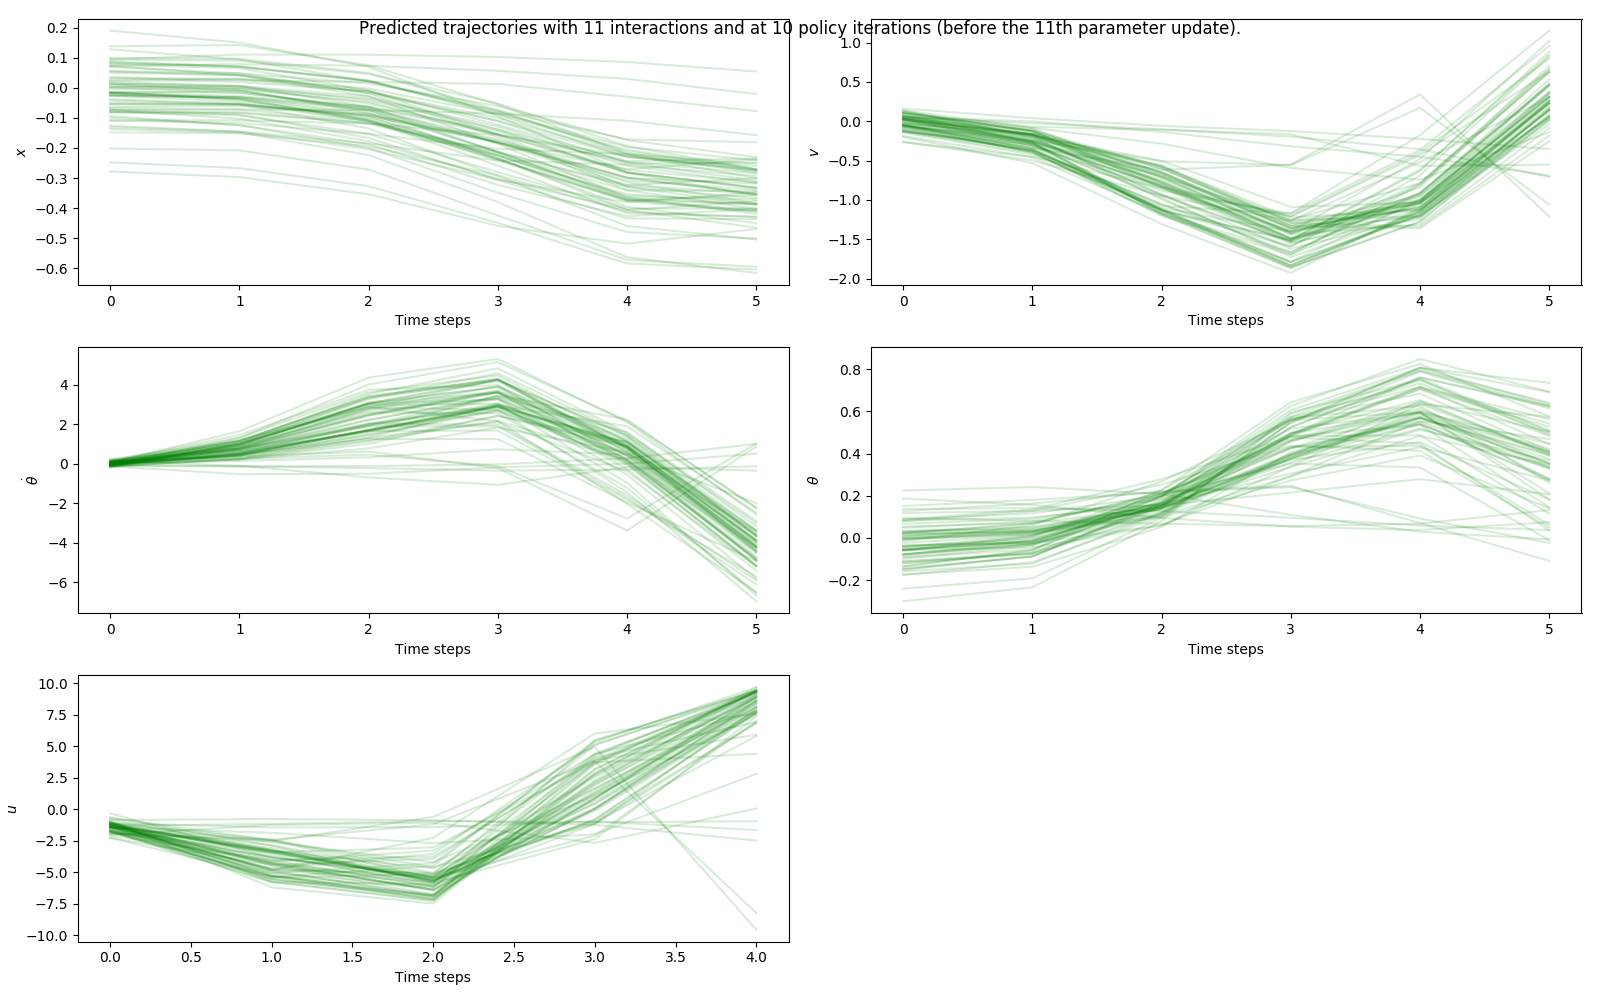 Predicted trajectories with 11 interactions and at 10 policy iterations (before the 11th parameter update).
0.2
0.1
0.0
−0.1
−0.2
−0.3
−0.4
−0.5
−0.6
x
0 1 2 3 4 5
Time steps
1.0
0.5
0.0
−0.5
−1.0
−1.5
−2.0
v
0 1 2 3 4 5
Time steps
4
2
0
−2
−4
−6
θ̇
0 1 2 3 4 5
Time steps
0.8
0.6
0.4
0.2
0.0
−0.2
θ
0 1 2 3 4 5
Time steps
10.0
7.5
5.0
2.5
0.0
−2.5
−5.0
−7.5
−10.0
u
0.0 0.5 1.0 1.5 2.0 2.5 3.0 3.5 4.0
Time steps